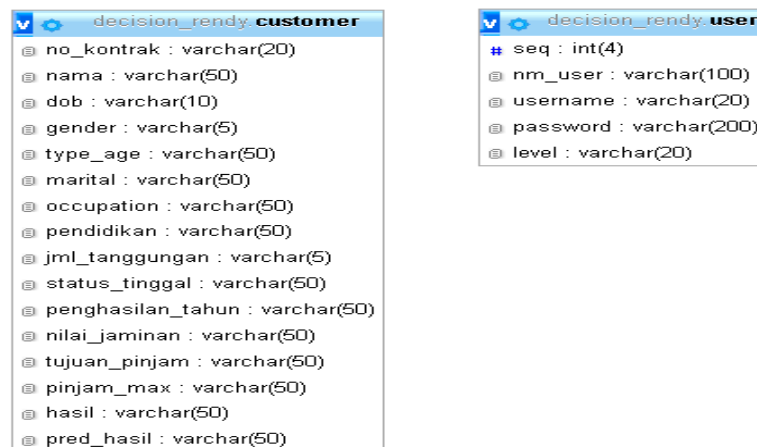 decision_rendy.customer
no_kontrak : varchar(20)
nama : varchar(50)
dob : varchar(10)
gender : varchar(5)
type_age : varchar(50)
marital : varchar(50)
occupation : varchar(50)
pendidikan : varchar(50)
jml_tanggungan : varchar(5)
status_tinggal : varchar(50)
penghasilan_tahun : varchar(50)
nilai_jaminan : varchar(50)
tujuan_pinjam : varchar(50)
pinjam_max : varchar(50)
hasil : varchar(50)
pred_hasil : varchar(50)
decision_rendy.user
# seq : int(4)
nm_user : varchar(100)
username : varchar(20)
password : varchar(200)
level : varchar(20)